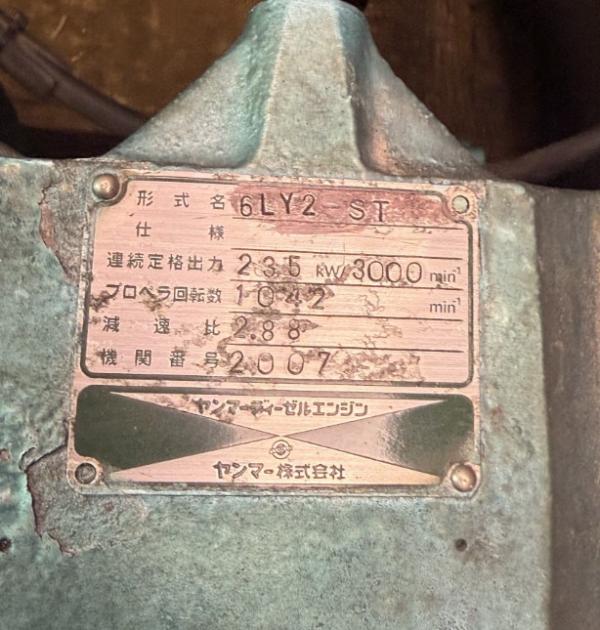 形式名 6LY2-ST
仕様
連続定格出力 235 kW/3000 min⁻¹
プロペラ回転数 1042 min⁻¹
減速比 2.88
機関番号 2007
ヤンマーディーゼルエンジン
ヤンマー株式会社